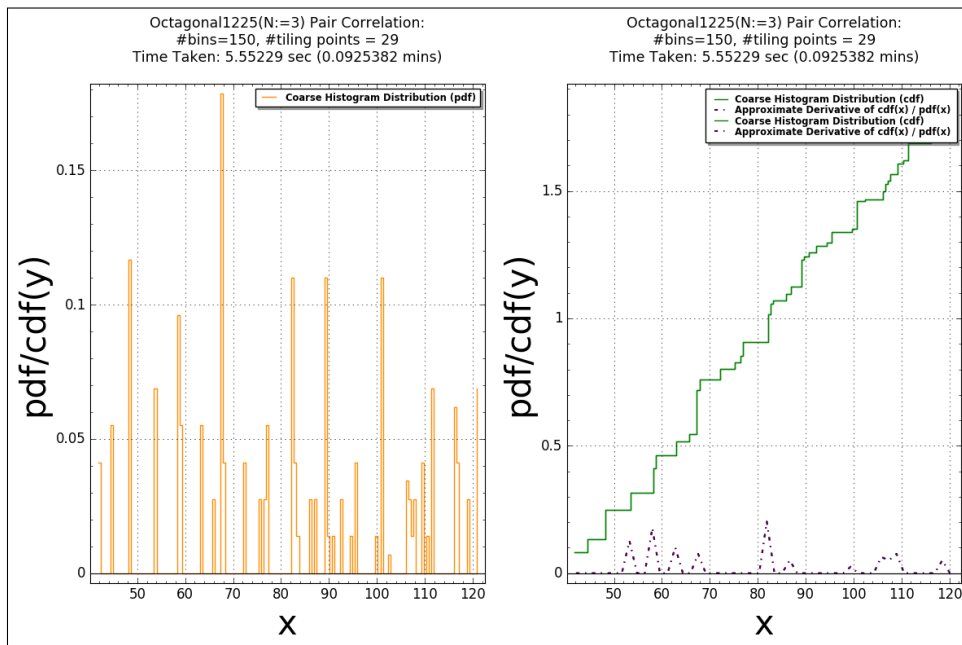 Octagonal1225(N:=3) Pair Correlation:
#bins=150, #tiling points = 29
Time Taken: 5.55229 sec (0.0925382 mins)
Coarse Histogram Distribution (pdf)
pdf/cdf(y)
0.15
0.1
0.05
0
50 60 70 80 90 100 110 120
x
Octagonal1225(N:=3) Pair Correlation:
#bins=150, #tiling points = 29
Time Taken: 5.55229 sec (0.0925382 mins)
Coarse Histogram Distribution (cdf)
Approximate Derivative of cdf(x) / pdf(x)
Coarse Histogram Distribution (cdf)
Approximate Derivative of cdf(x) / pdf(x)
pdf/cdf(y)
1.5
1
0.5
0
50 60 70 80 90 100 110 120
x